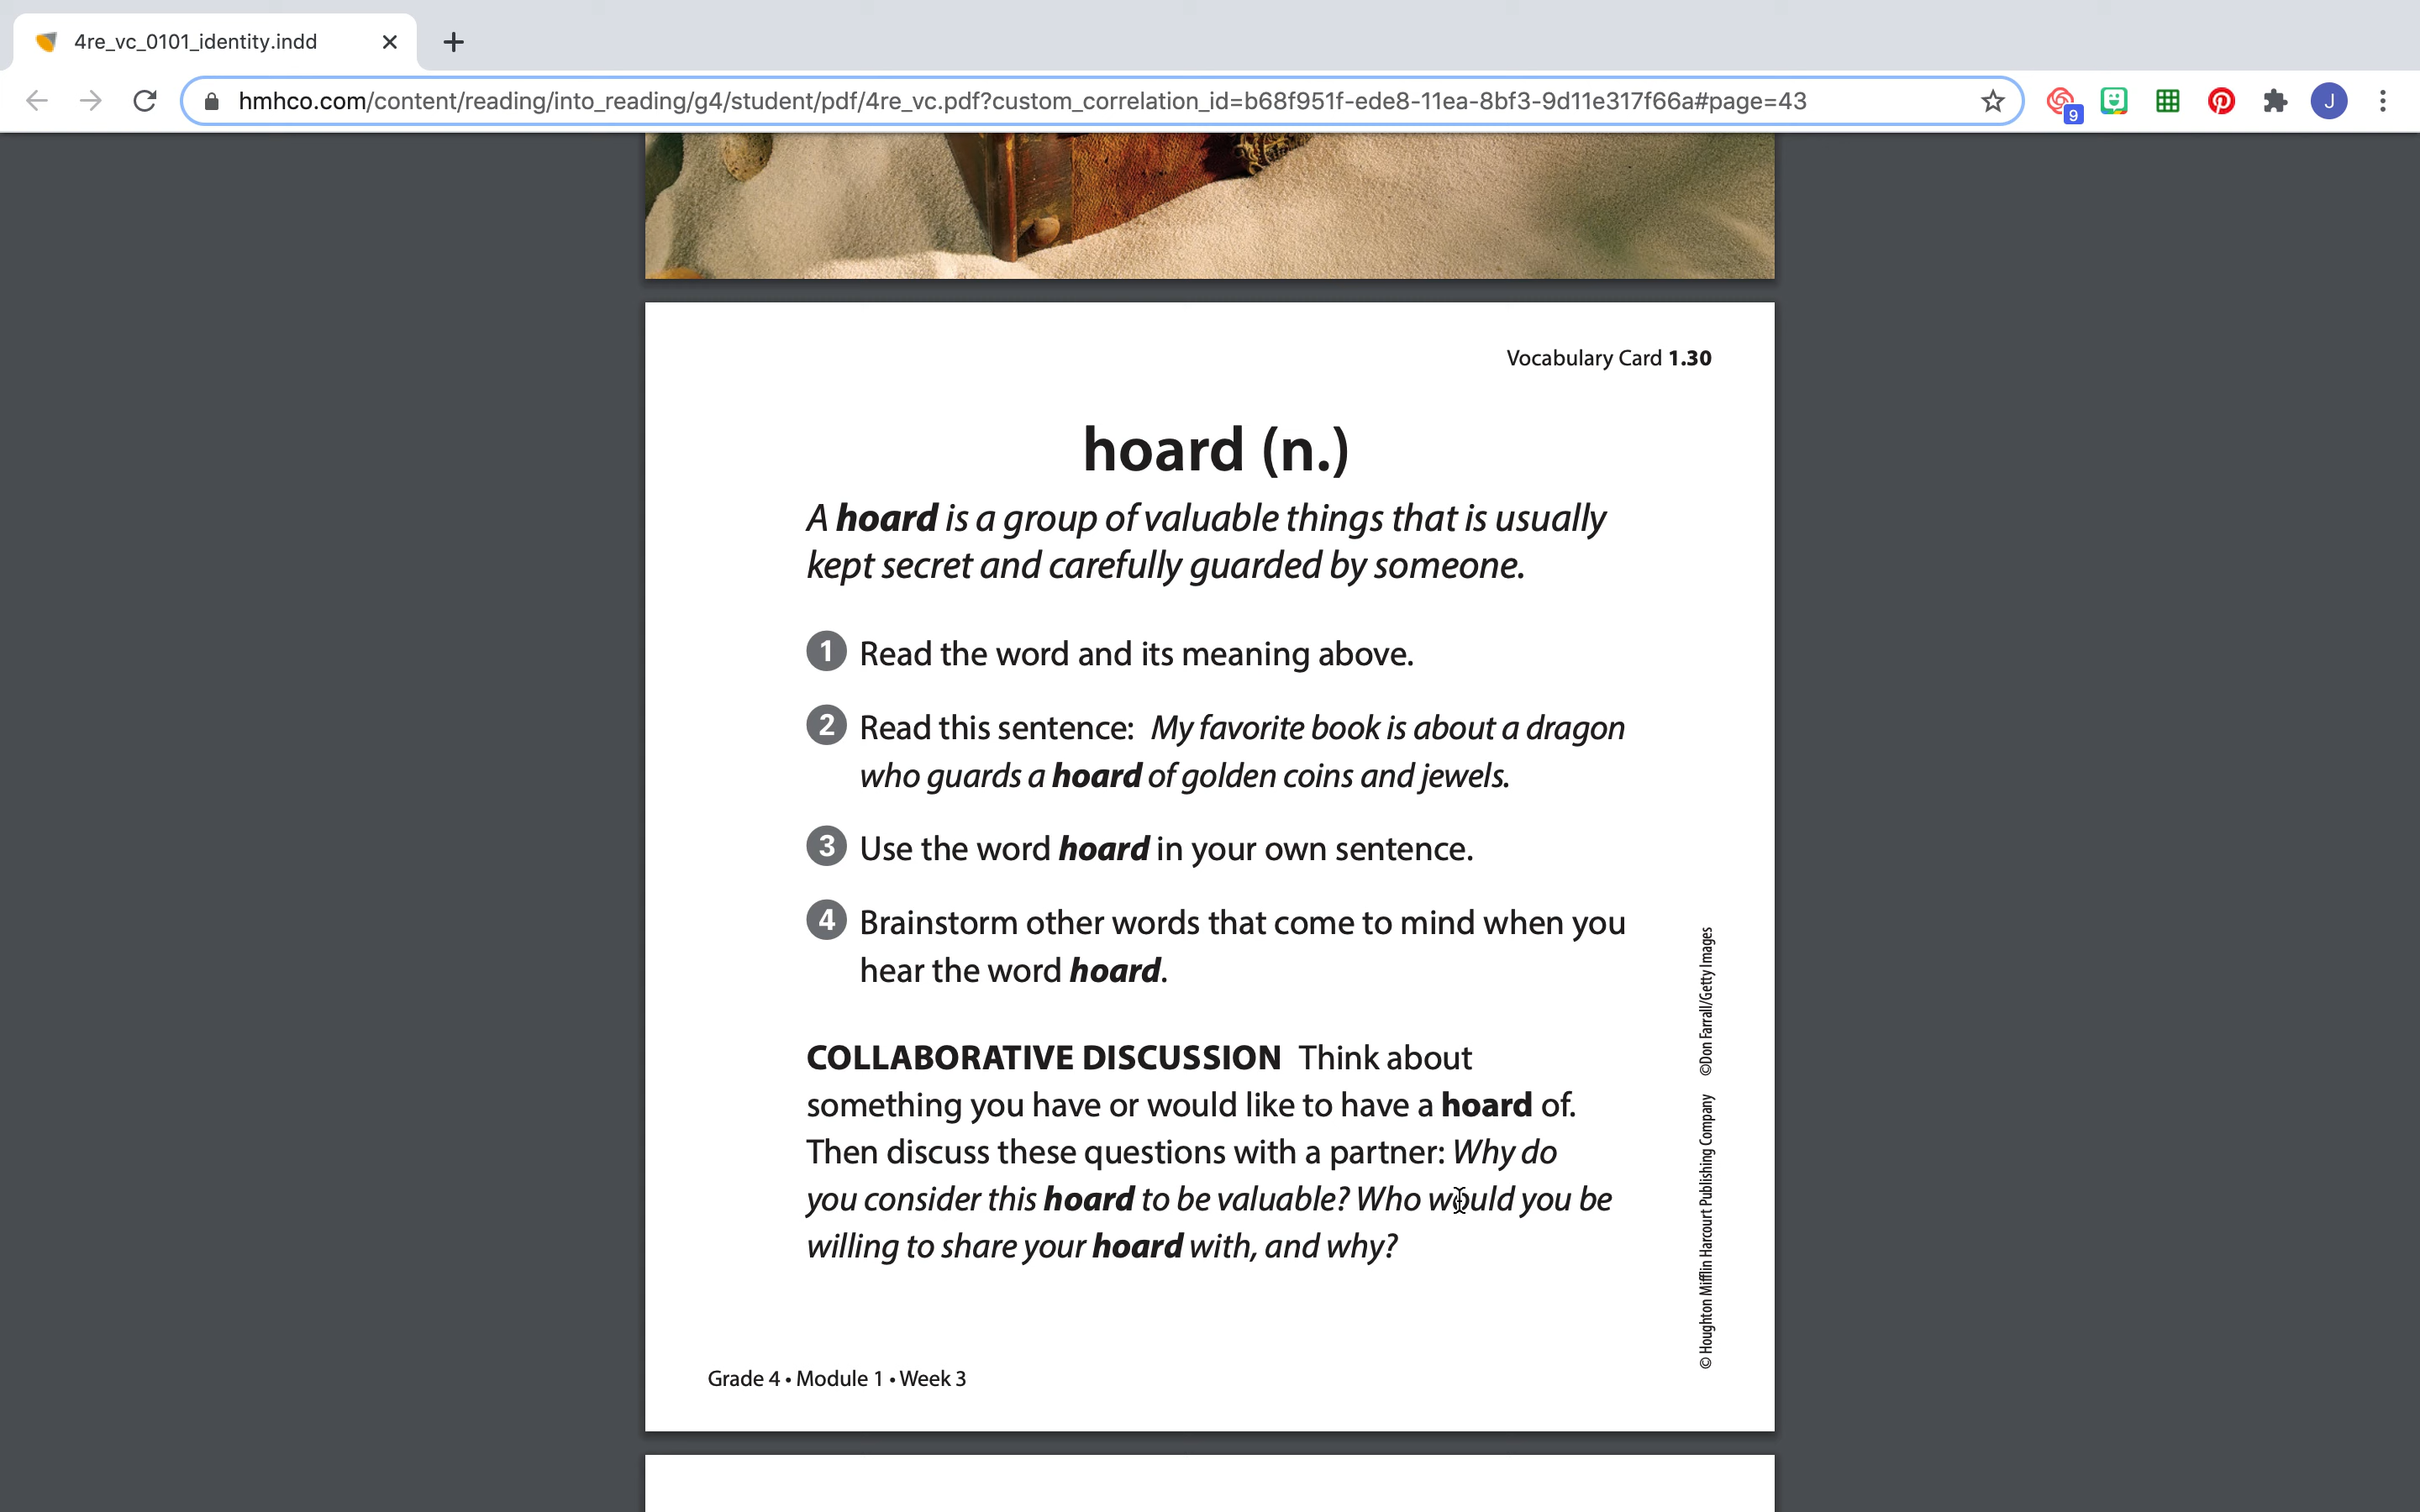 4re_vc_0101_identity.indd
hmhco.com/content/reading/into_reading/g4/student/pdf/4re_vc.pdf?custom_correlation_id=b68f951f-ede8-11ea-8bf3-9d11e317f66a#page=43
9
J
Vocabulary Card 1.30
hoard (n.)
A hoard is a group of valuable things that is usually
kept secret and carefully guarded by someone.
1 Read the word and its meaning above.
2 Read this sentence: My favorite book is about a dragon
who guards a hoard of golden coins and jewels.
3 Use the word hoard in your own sentence.
4 Brainstorm other words that come to mind when you
hear the word hoard.
COLLABORATIVE DISCUSSION Think about
something you have or would like to have a hoard of.
Then discuss these questions with a partner: Why do
you consider this hoard to be valuable? Who would you be
willing to share your hoard with, and why?
© Houghton Mifflin Harcourt Publishing Company ©Don Farrall/Getty Images
Grade 4 • Module 1 • Week 3